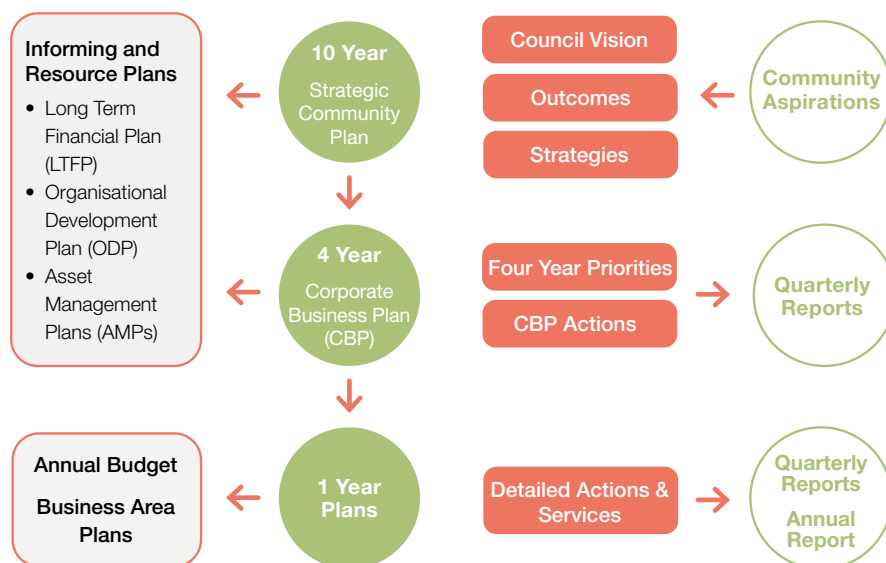 Informing and
Resource Plans
• Long Term
Financial Plan
(LTFP)
• Organisational
Development
Plan (ODP)
• Asset
Management
Plans (AMPs)
10 Year
Strategic
Community
Plan
Council Vision
Outcomes
Strategies
Community
Aspirations
4 Year
Corporate
Business Plan
(CBP)
Four Year Priorities
CBP Actions
Quarterly
Reports
Annual Budget
Business Area
Plans
1 Year
Plans
Detailed Actions &
Services
Quarterly
Reports
Annual
Report